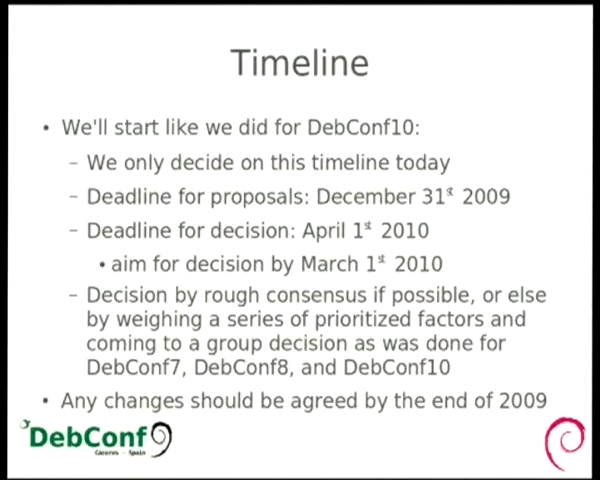 Timeline
• We'll start like we did for DebConf10:
– We only decide on this timeline today
– Deadline for proposals: December 31st 2009
– Deadline for decision: April 1st 2010
• aim for decision by March 1st 2010
– Decision by rough consensus if possible, or else
by weighing a series of prioritized factors and
coming to a group decision as was done for
DebConf7, DebConf8, and DebConf10
• Any changes should be agreed by the end of 2009
DebConf9
Cáceres – Spain